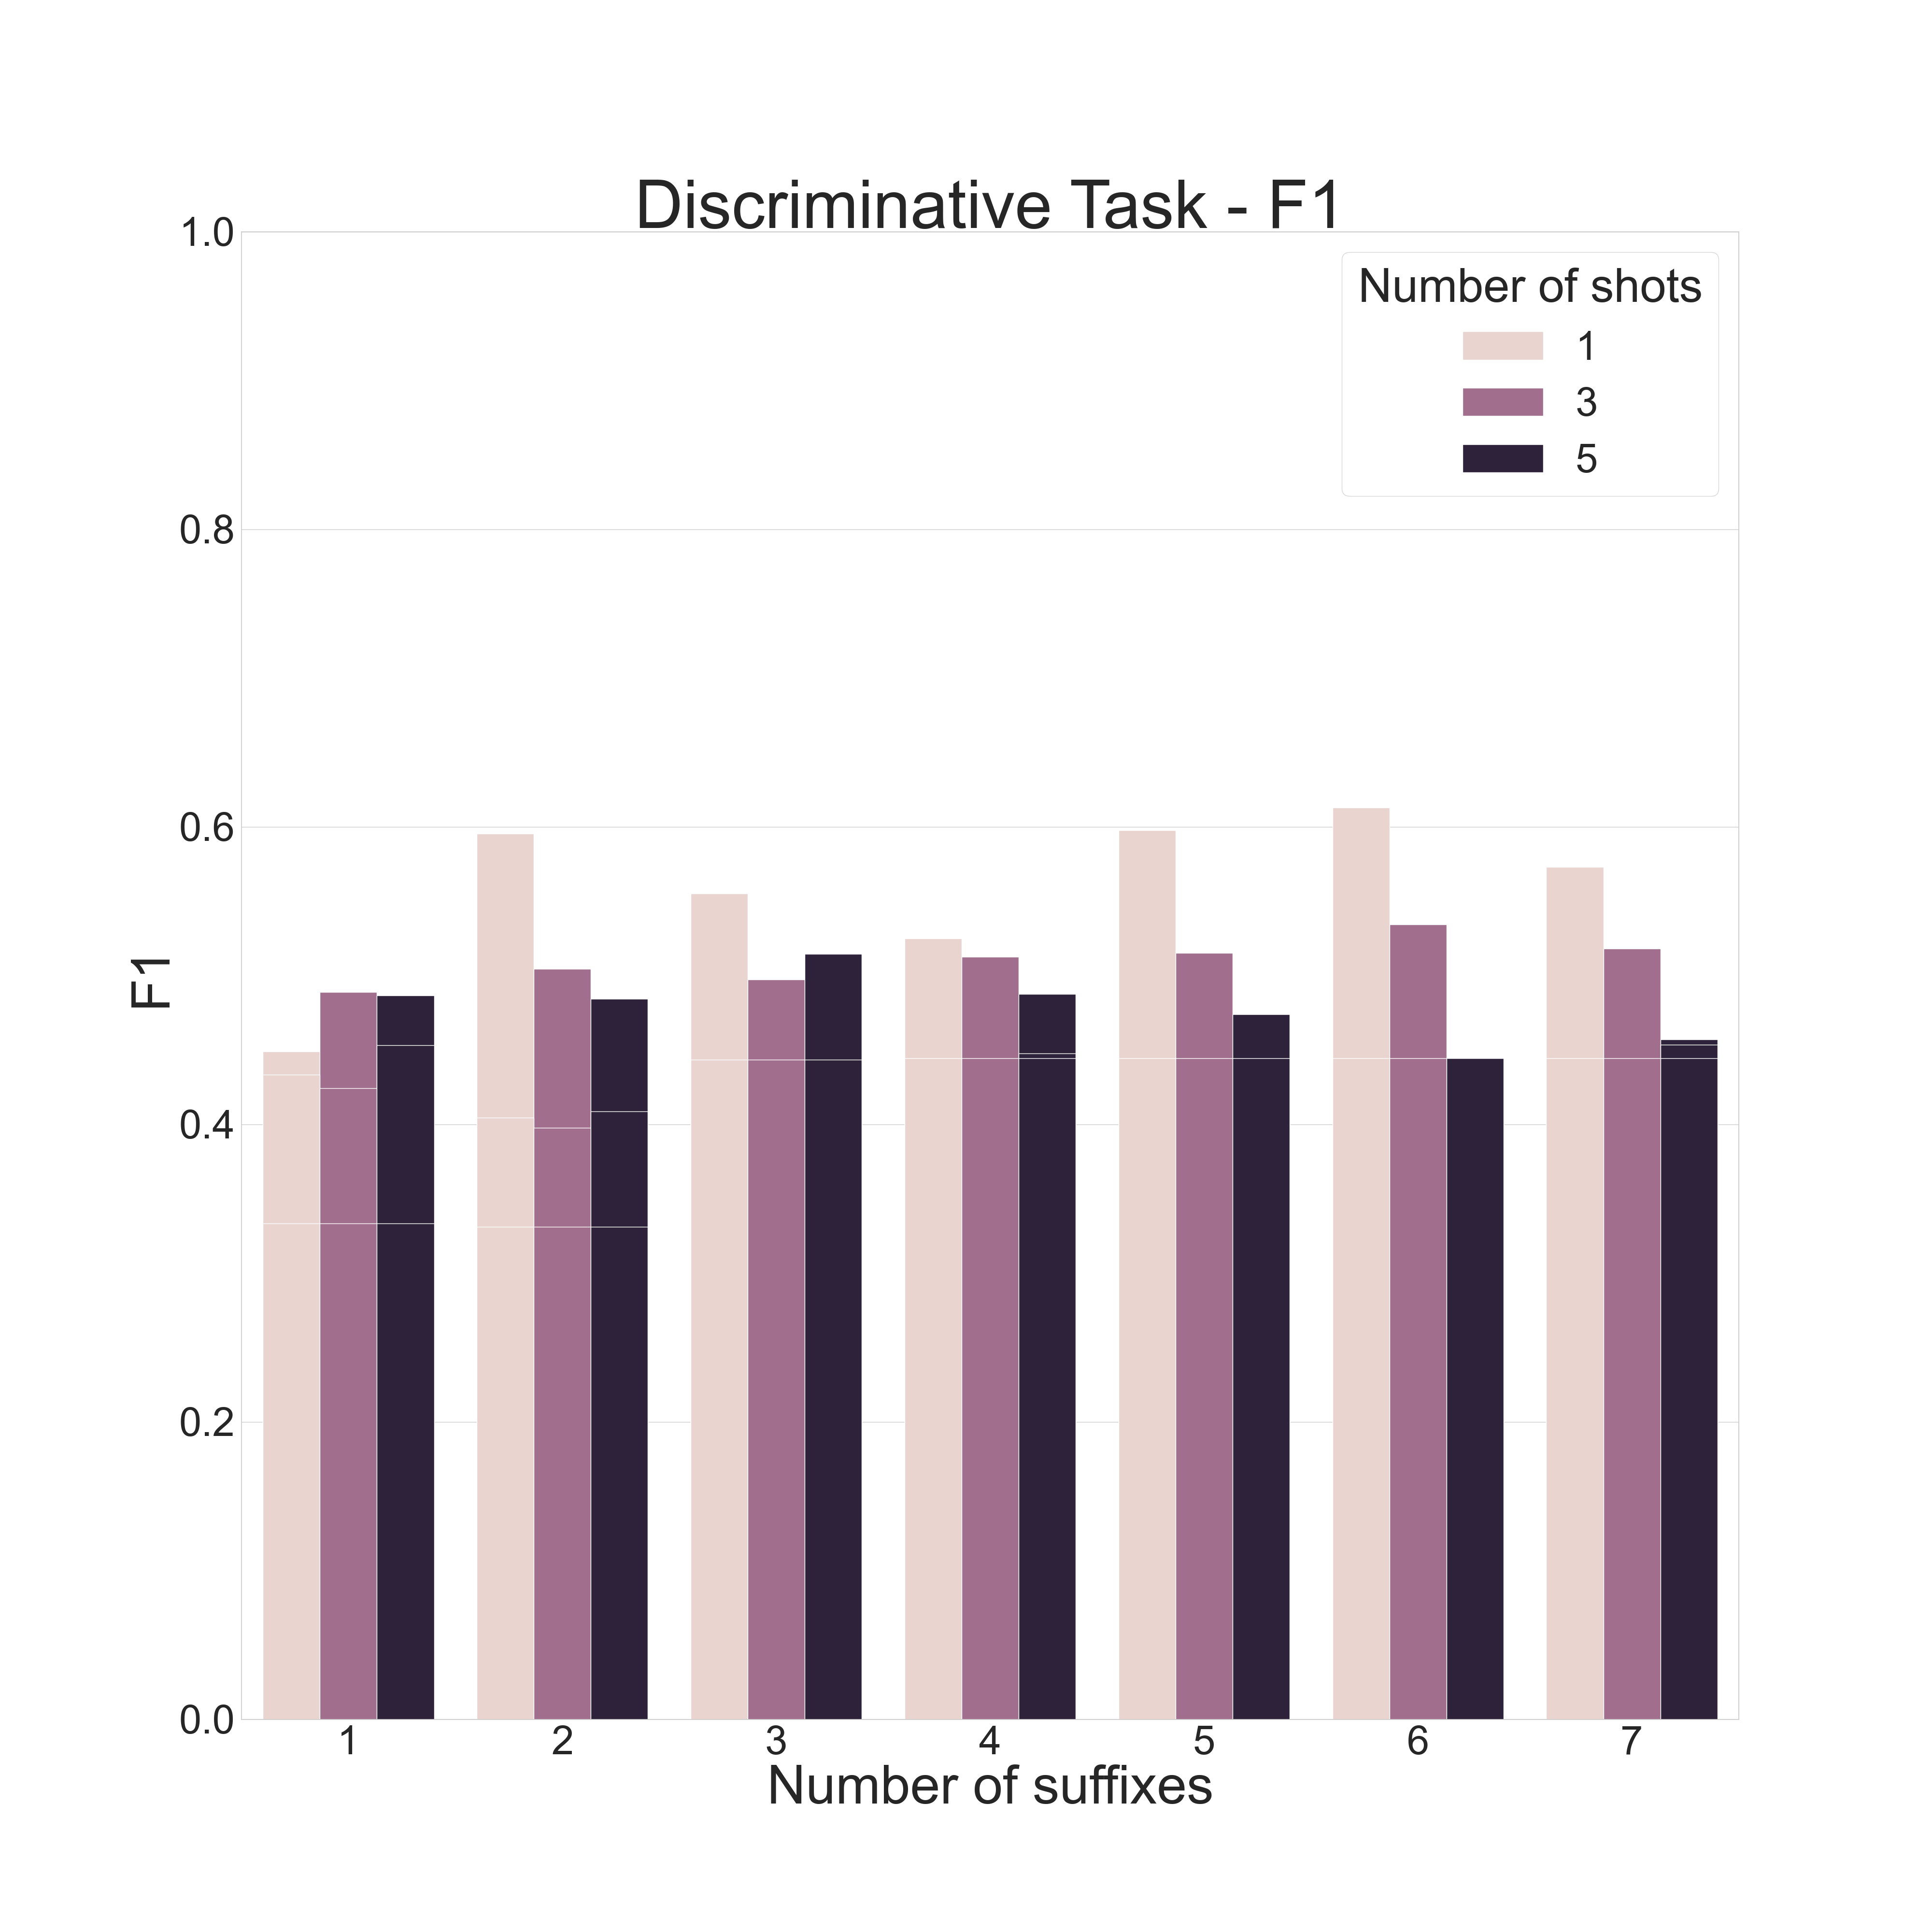 Discriminative Task - F1
1.0
0.8
0.6
0.4
0.2
0.0
F1
Number of shots
1
3
5
1 2 3 4 5 6 7
Number of suffixes